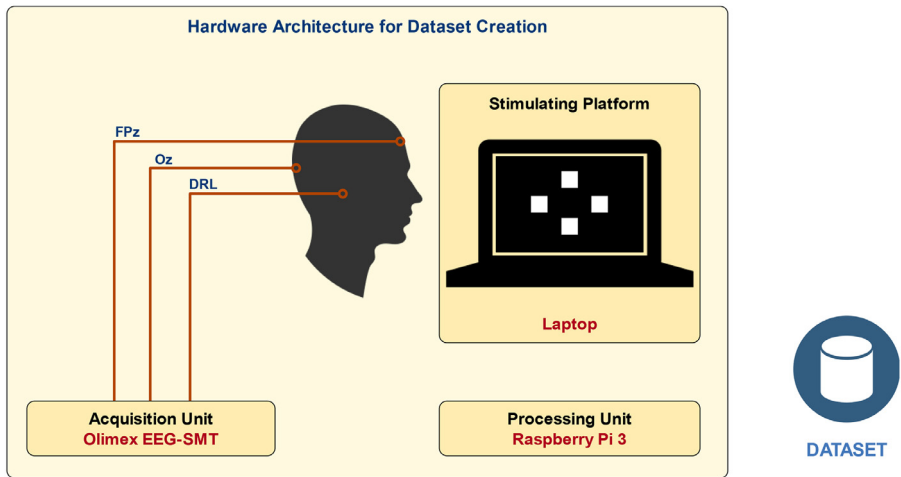 Hardware Architecture for Dataset Creation
Stimulating Platform
FPz
Oz
DRL
Laptop
Acquisition Unit
Olimex EEG-SMT
Processing Unit
Raspberry Pi 3
DATASET